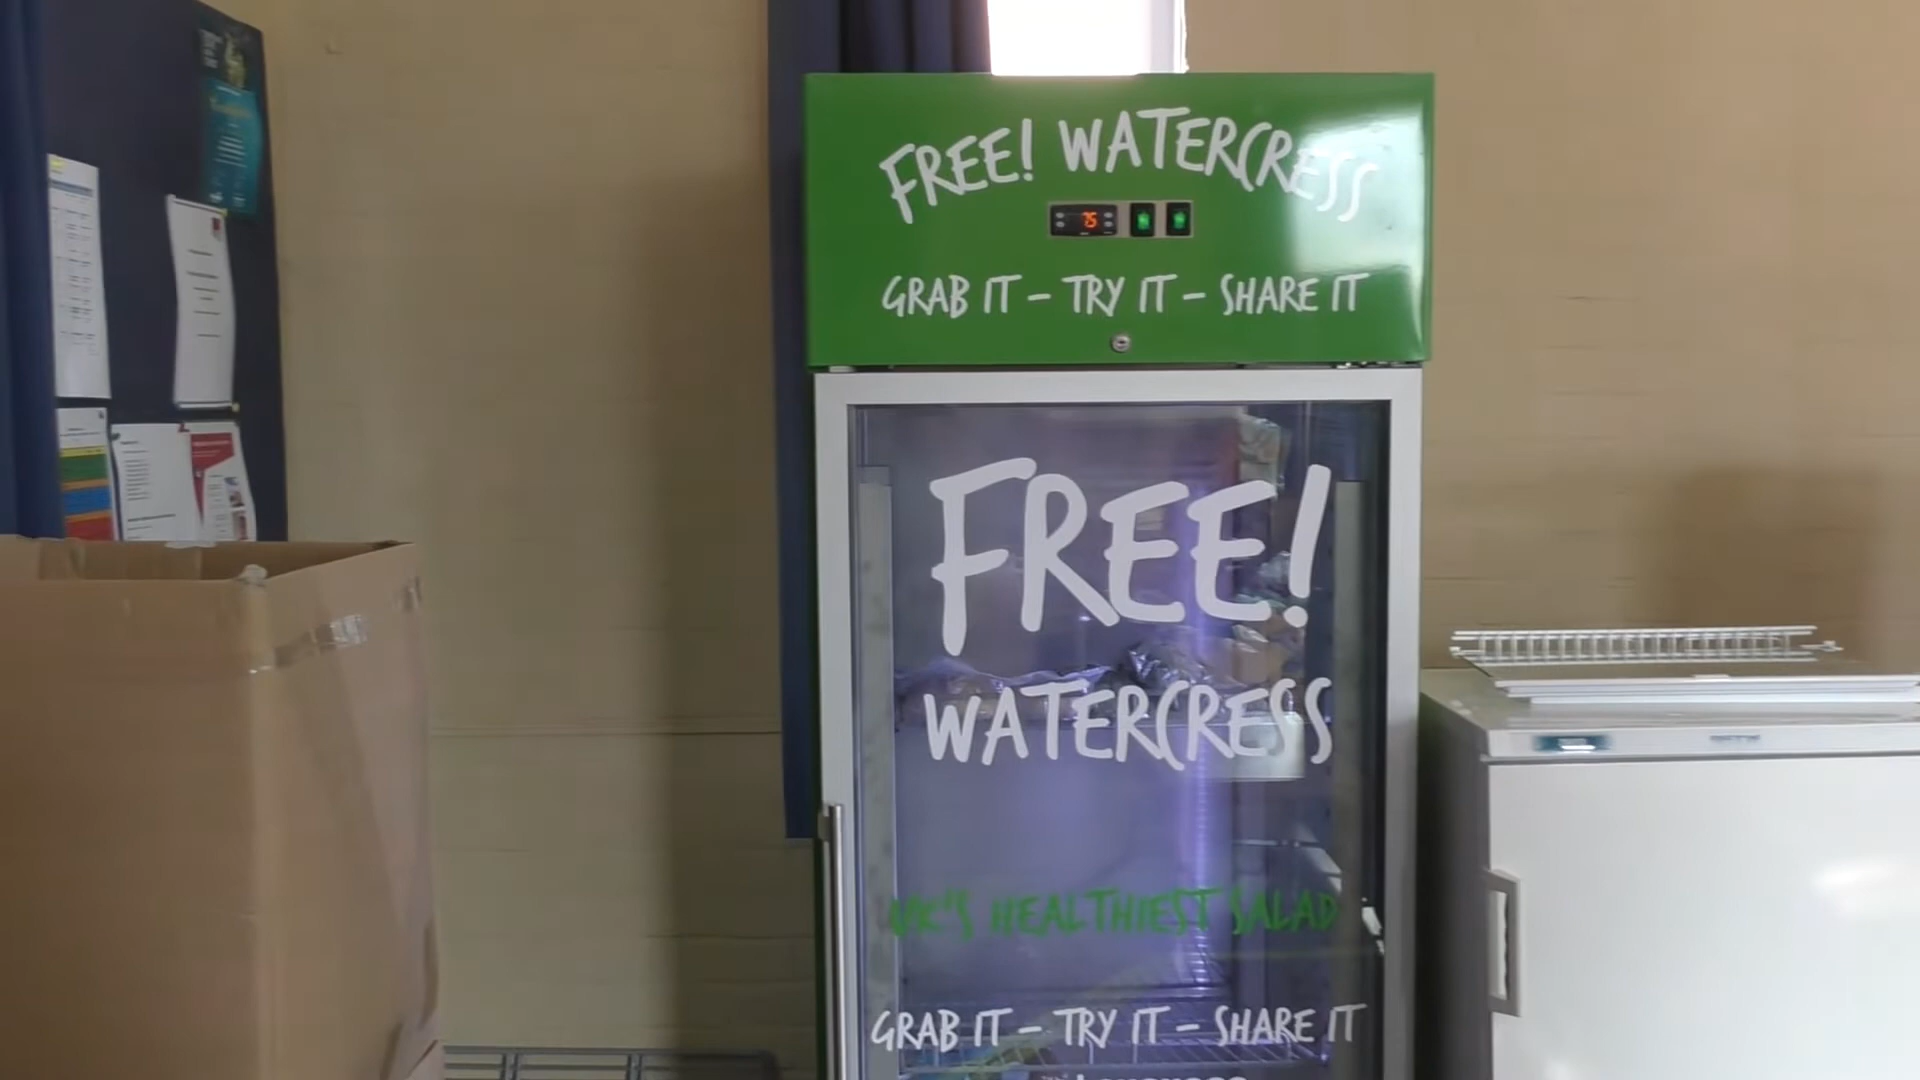 FREE! WATERCRESS
75
GRAB IT - TRY IT - SHARE IT
FREE!
WATERCRESS
UK'S HEALTHIEST SALAD
GRAB IT - TRY IT - SHARE IT